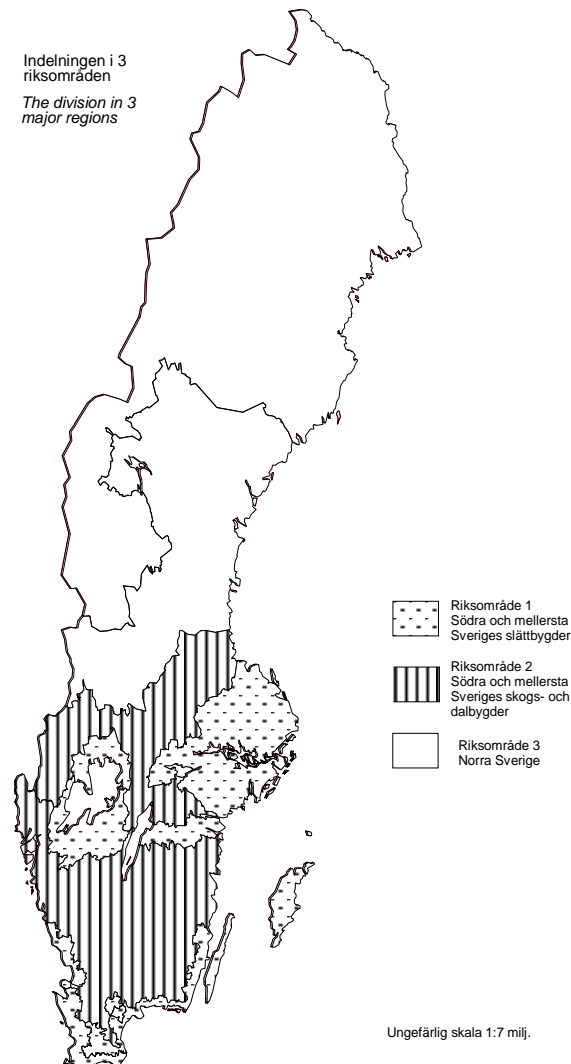 Indelningen i 3
riksområden
The division in 3
major regions
Riksområde 1
Södra och mellersta
Sveriges slättbygder
Riksområde 2
Södra och mellersta
Sveriges skogs- och
dalbygder
Riksområde 3
Norra Sverige
Ungefärlig skala 1:7 milj.